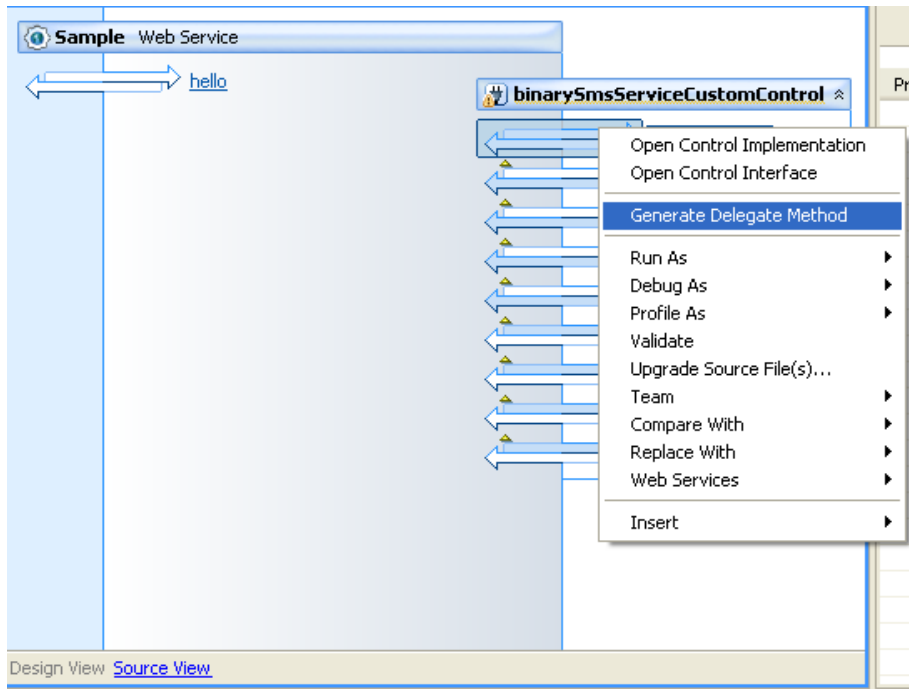 Sample Web Service
hello
binarySmsServiceCustomControl
Pr
Open Control Implementation
Open Control Interface
Generate Delegate Method
Run As
Debug As
Profile As
Validate
Upgrade Source File(s)...
Team
Compare With
Replace With
Web Services
Insert
Design View Source View